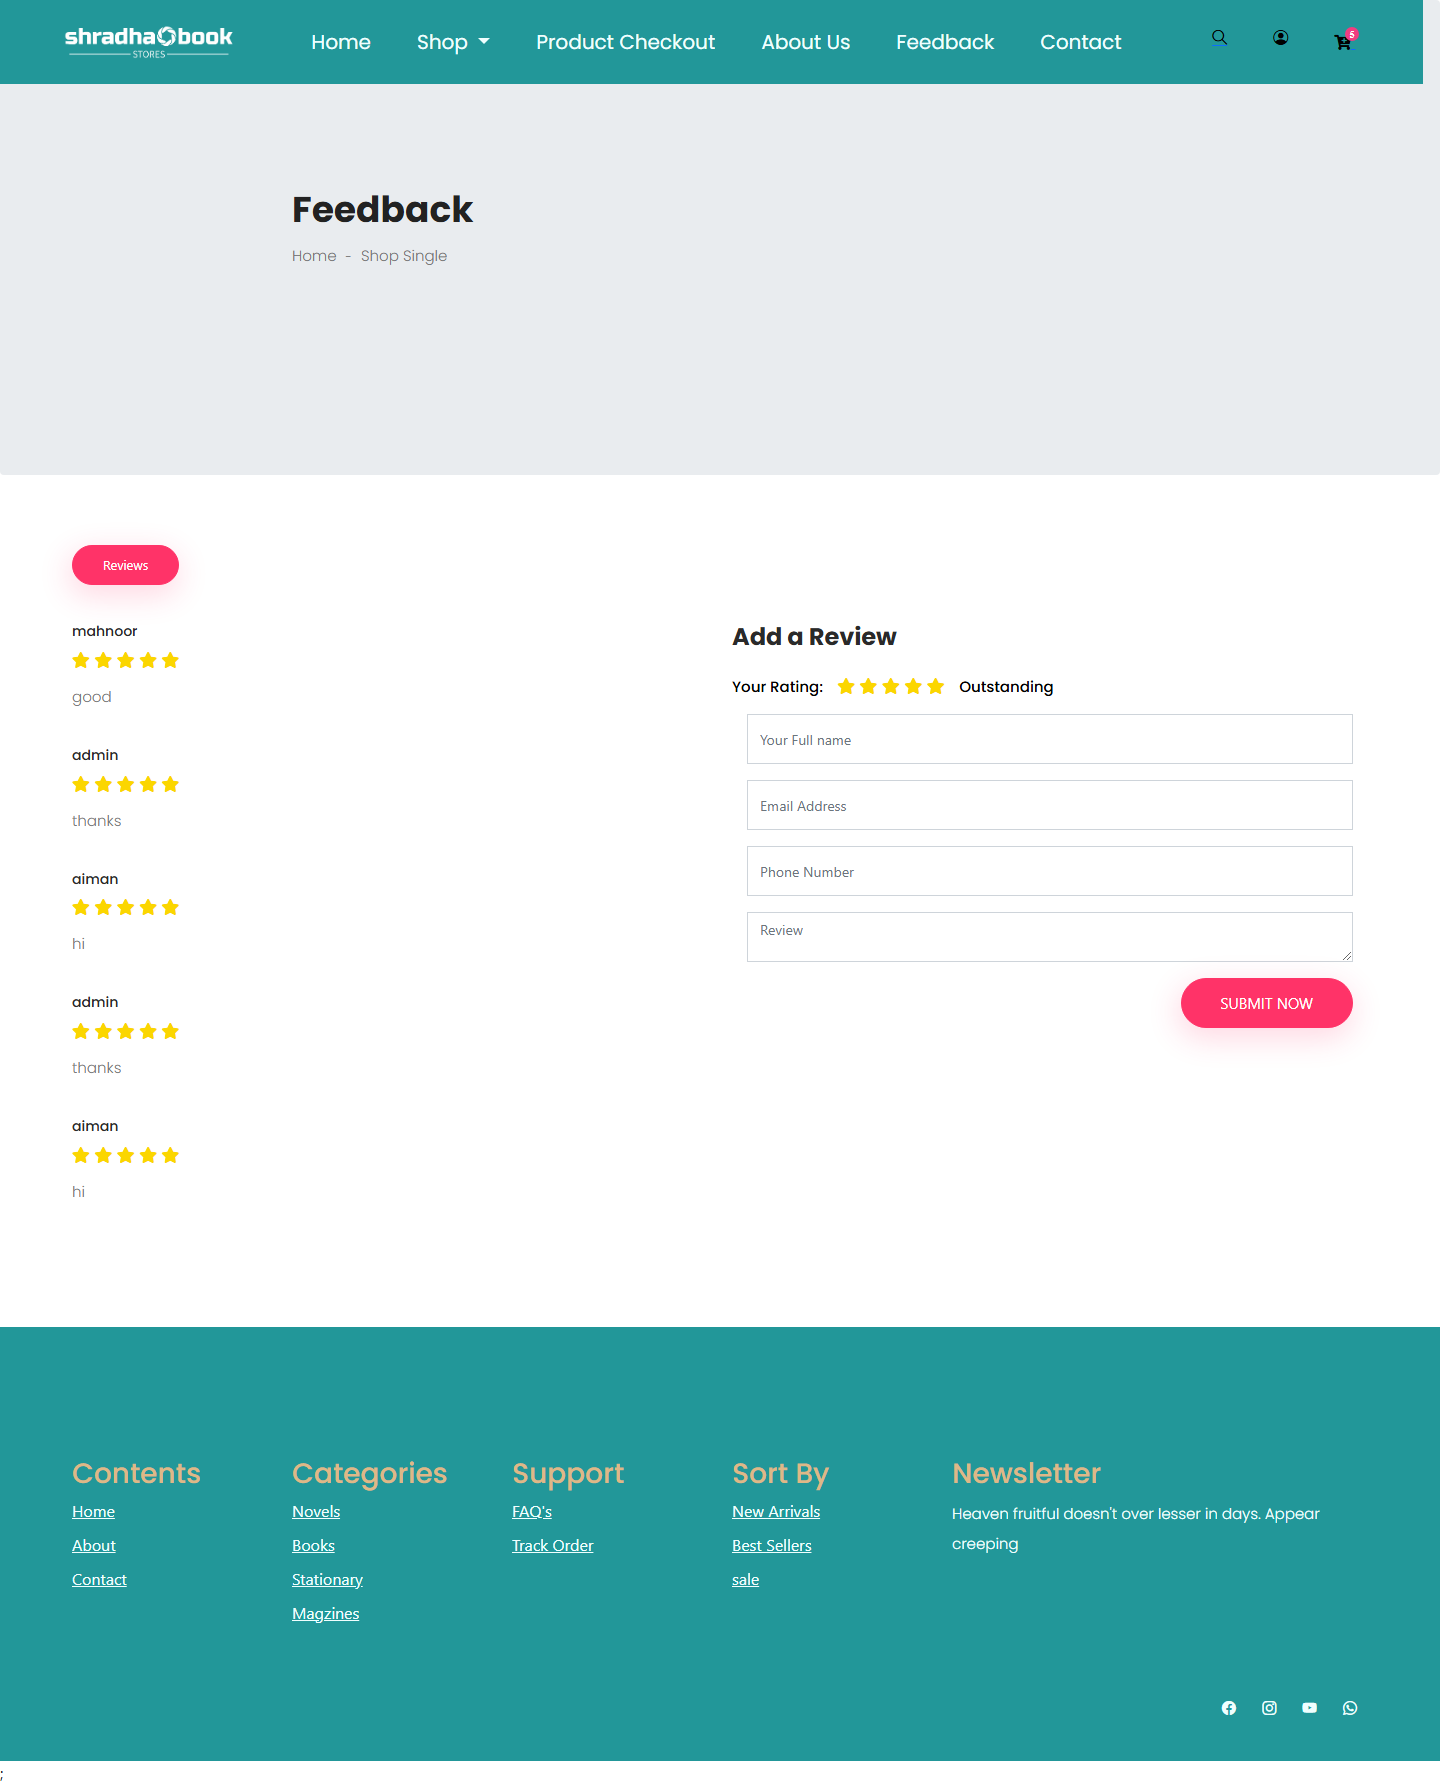 shradha book
STORES
Home Shop Product Checkout About Us Feedback Contact
5
Feedback
Home - Shop Single
Reviews
mahnoor
good
admin
thanks
aiman
hi
admin
thanks
aiman
hi
Add a Review
Your Rating: Outstanding
Your Full name
Email Address
Phone Number
Review
SUBMIT NOW
Contents
Home
About
Contact
Categories
Novels
Books
Stationary
Magzines
Support
FAQ's
Track Order
Sort By
New Arrivals
Best Sellers
sale
Newsletter
Heaven fruitful doesn't over lesser in days. Appear
creeping
;